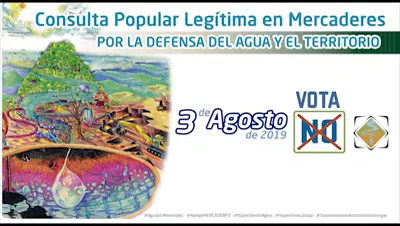 Consulta Popular Legítima en Mercaderes
POR LA DEFENSA DEL AGUA Y EL TERRITORIO
3 de Agosto
de 2019
VOTA
NO